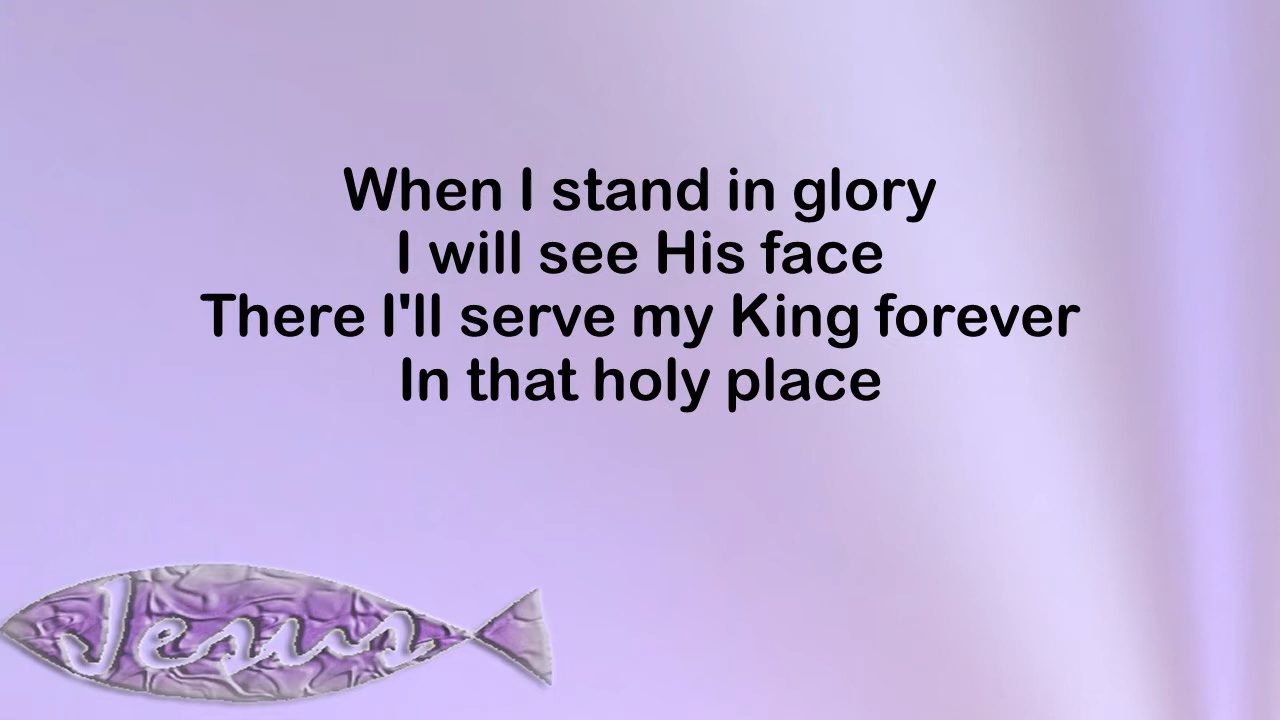 When I stand in glory
I will see His face
There I'll serve my King forever
In that holy place
Jesus